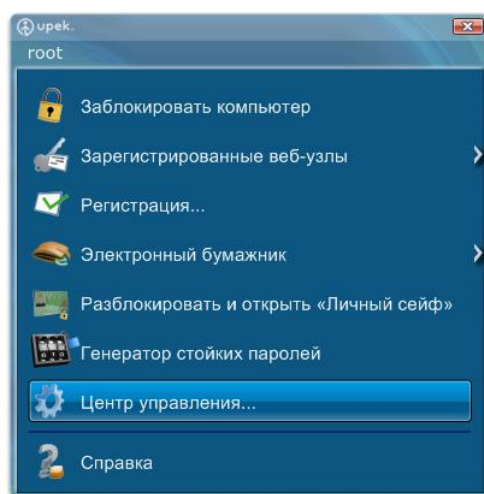 upek.
root
Заблокировать компьютер
Зарегистрированные веб-узлы
Регистрация...
Электронный бумажник
Разблокировать и открыть «Личный сейф»
Генератор стойких паролей
Центр управления...
Справка